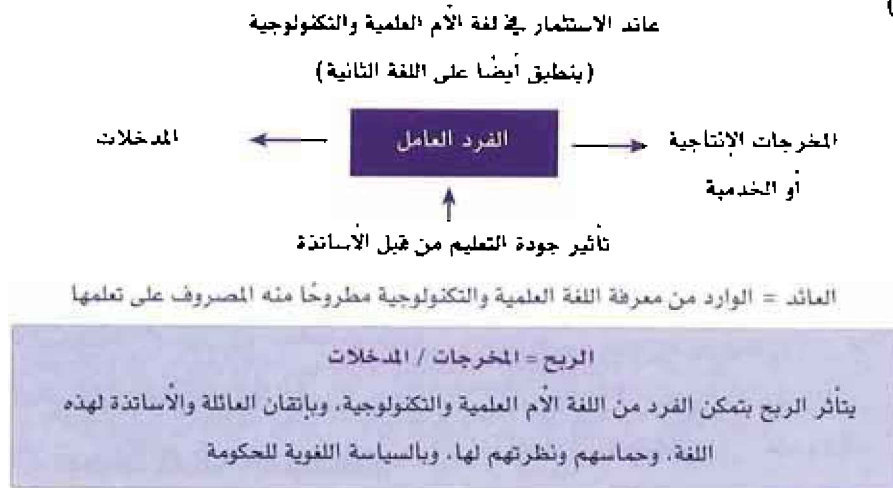 عائد الاستثمار في لغة الأم العلمية والتكنولوجية
(ينطبق أيضًا على اللغة الثانية)
المدخلات
الفرد العامل
المخرجات الإنتاجية
أو الخدمية
تأثير جودة التعليم من قبل الأساتذة
العائد = الوارد من معرفة اللغة العلمية والتكنولوجية مطروحًا منه المصروف على تعلمها
الربح = المخرجات / المدخلات
يتأثر الربح بتمكن الفرد من اللغة الأم العلمية والتكنولوجية، وبإتقان العائلة والأساتذة لهذه
اللغة، وحماسهم ونظرتهم لها، وبالسياسة اللغوية للحكومة